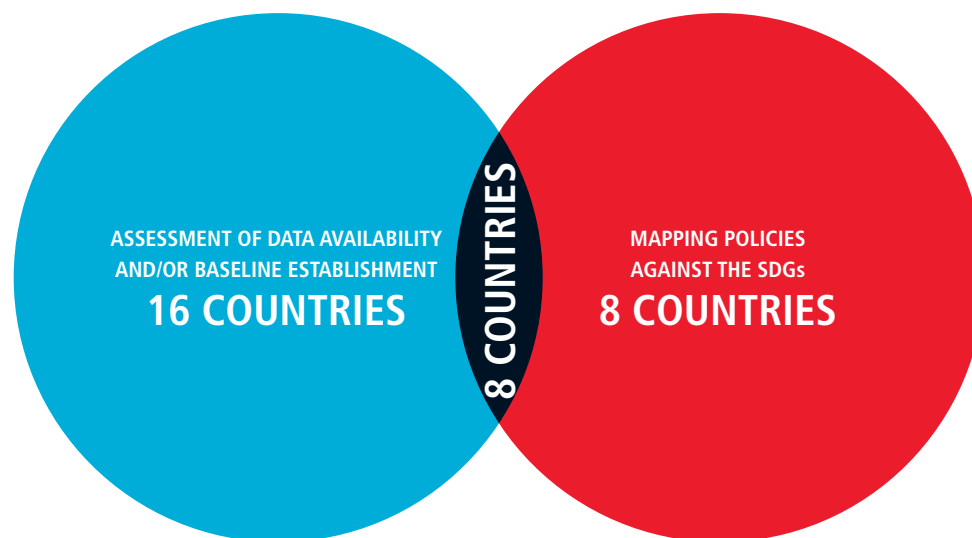 ASSESSMENT OF DATA AVAILABILITY
AND/OR BASELINE ESTABLISHMENT
16 COUNTRIES
8 COUNTRIES
MAPPING POLICIES
AGAINST THE SDGs
8 COUNTRIES